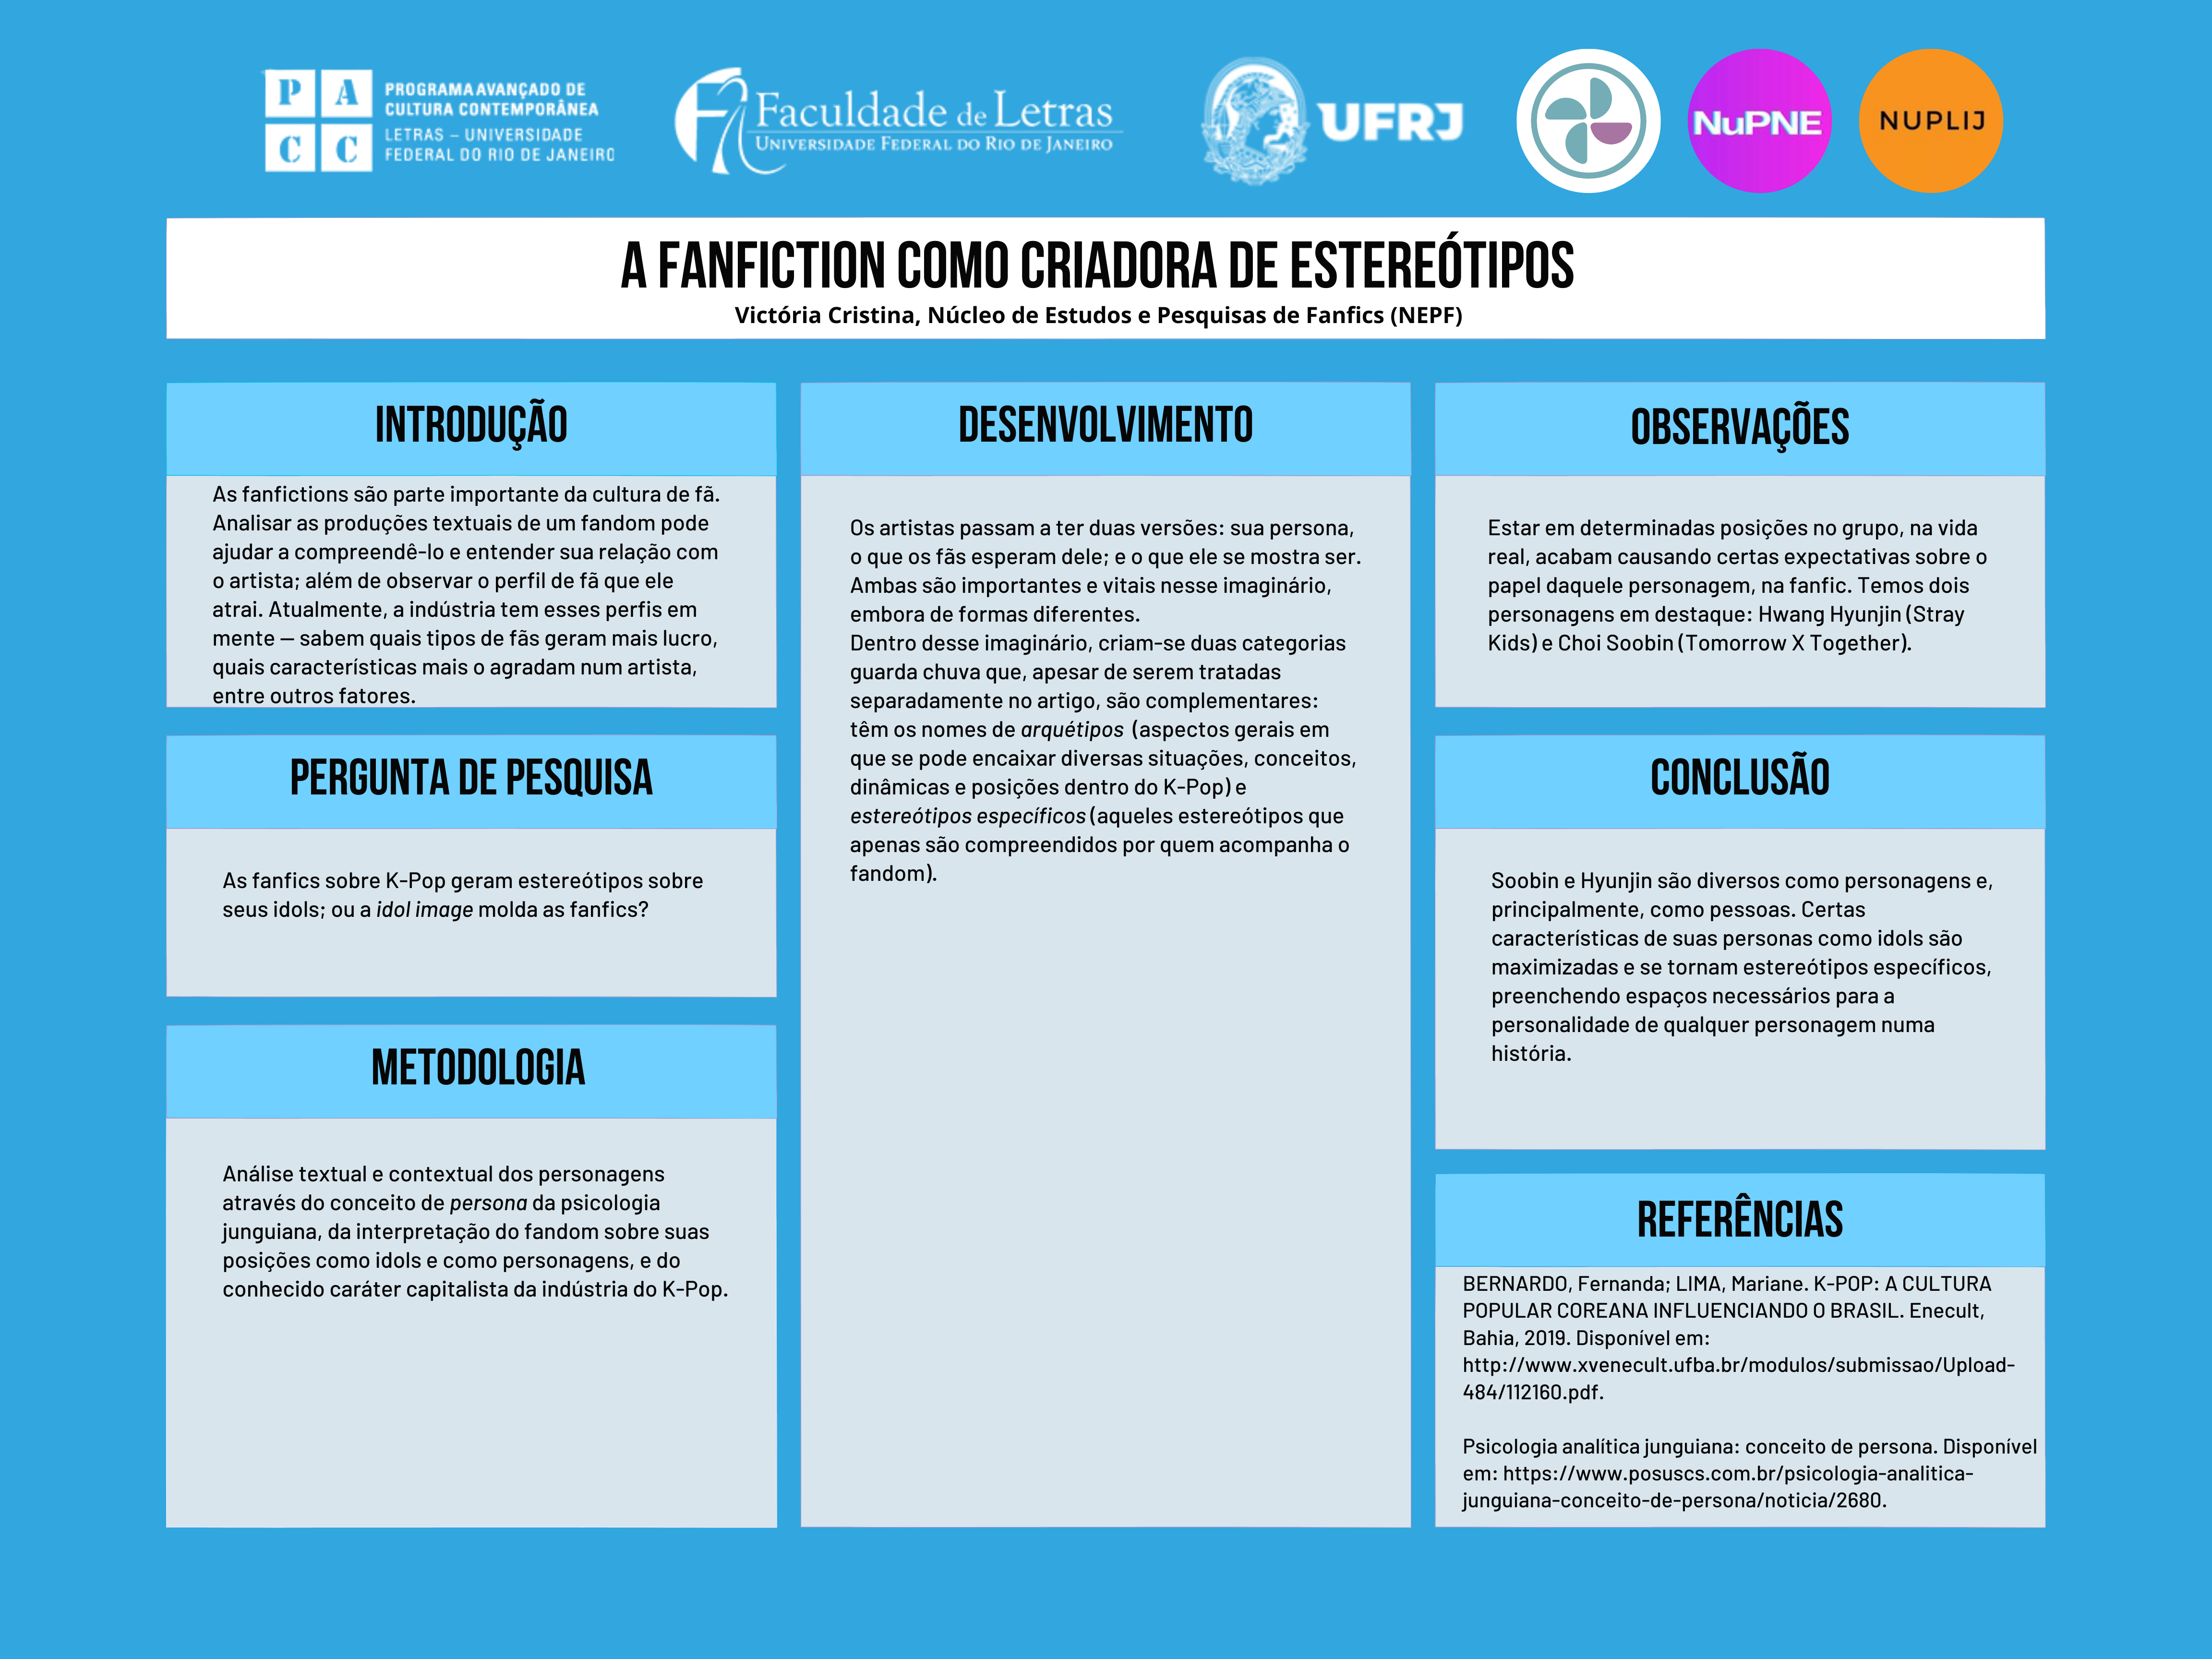 P A
C C
PROGRAMA AVANÇADO DE
CULTURA CONTEMPORÂNEA
LETRAS – UNIVERSIDADE
FEDERAL DO RIO DE JANEIRO
Faculdade de Letras
UNIVERSIDADE FEDERAL DO RIO DE JANEIRO
UFRJ
NuPNE
NUPLIJ
A FANFICTION COMO CRIADORA DE ESTEREÓTIPOS
Victória Cristina, Núcleo de Estudos e Pesquisas de Fanfics (NEPF)
INTRODUÇÃO
As fanfictions são parte importante da cultura de fã.
Analisar as produções textuais de um fandom pode
ajudar a compreendê-lo e entender sua relação com
o artista; além de observar o perfil de fã que ele
atrai. Atualmente, a indústria tem esses perfis em
mente — sabem quais tipos de fãs geram mais lucro,
quais características mais o agradam num artista,
entre outros fatores.
PERGUNTA DE PESQUISA
As fanfics sobre K-Pop geram estereótipos sobre
seus idols; ou a idol image molda as fanfics?
METODOLOGIA
Análise textual e contextual dos personagens
através do conceito de persona da psicologia
junguiana, da interpretação do fandom sobre suas
posições como idols e como personagens, e do
conhecido caráter capitalista da indústria do K-Pop.
DESENVOLVIMENTO
Os artistas passam a ter duas versões: sua persona,
o que os fãs esperam dele; e o que ele se mostra ser.
Ambas são importantes e vitais nesse imaginário,
embora de formas diferentes.
Dentro desse imaginário, criam-se duas categorias
guarda chuva que, apesar de serem tratadas
separadamente no artigo, são complementares:
têm os nomes de arquétipos (aspectos gerais em
que se pode encaixar diversas situações, conceitos,
dinâmicas e posições dentro do K-Pop) e
estereótipos específicos (aqueles estereótipos que
apenas são compreendidos por quem acompanha o
fandom).
OBSERVAÇÕES
Estar em determinadas posições no grupo, na vida
real, acabam causando certas expectativas sobre o
papel daquele personagem, na fanfic. Temos dois
personagens em destaque: Hwang Hyunjin (Stray
Kids) e Choi Soobin (Tomorrow X Together).
CONCLUSÃO
Soobin e Hyunjin são diversos como personagens e,
principalmente, como pessoas. Certas
características de suas personas como idols são
maximizadas e se tornam estereótipos específicos,
preenchendo espaços necessários para a
personalidade de qualquer personagem numa
história.
REFERÊNCIAS
BERNARDO, Fernanda; LIMA, Mariane. K-POP: A CULTURA
POPULAR COREANA INFLUENCIANDO O BRASIL. Enecult,
Bahia, 2019. Disponível em:
http://www.xvenecult.ufba.br/modulos/submissao/Upload-
484/112160.pdf.
Psicologia analítica junguiana: conceito de persona. Disponível
em: https://www.posuscs.com.br/psicologia-analitica-
junguiana-conceito-de-persona/noticia/2680.